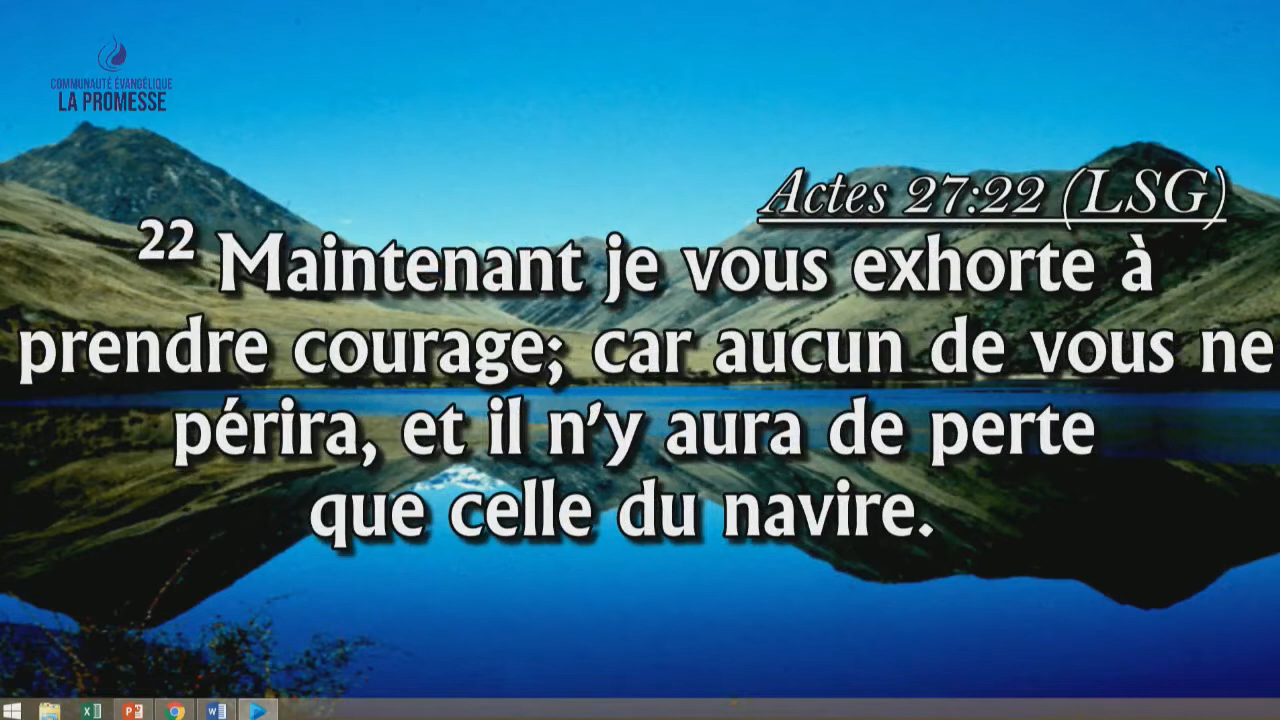 COMMUNAUTÉ ÉVANGÉLIQUE
LA PROMESSE
Actes 27:22 (LSG)
22 Maintenant je vous exhorte à
prendre courage; car aucun de vous ne
périra, et il n’y aura de perte
que celle du navire.